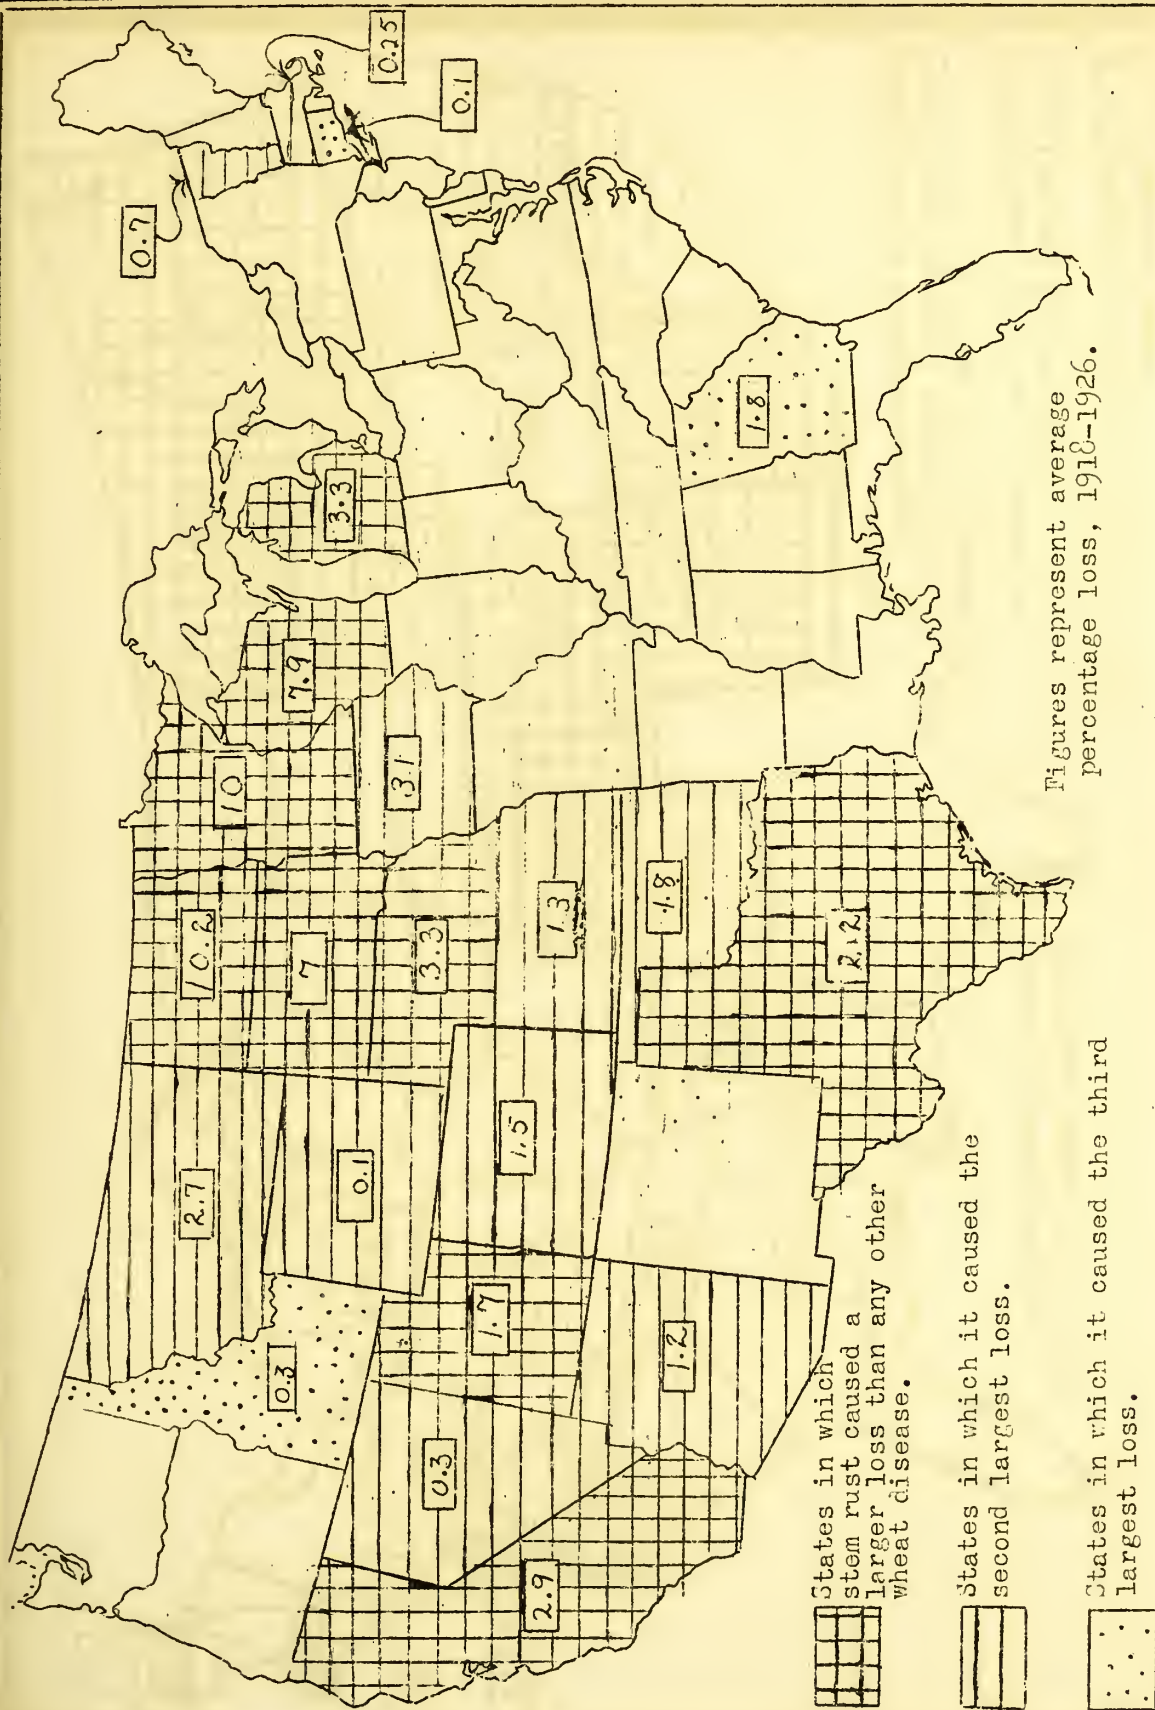 0.7
0.25
0.1
10.2
10
7.9
3.3
2.7
7
3.1
0.1
3.3
0.3
1.5
1.3
1.7
0.3
1.8
1.8
1.2
2.9
2.12
Figures represent average
percentage loss, 1918-1926.
States in which
stem rust caused a
larger loss than any other
wheat disease.
States in which it caused the
second largest loss.
States in which it caused the third
largest loss.